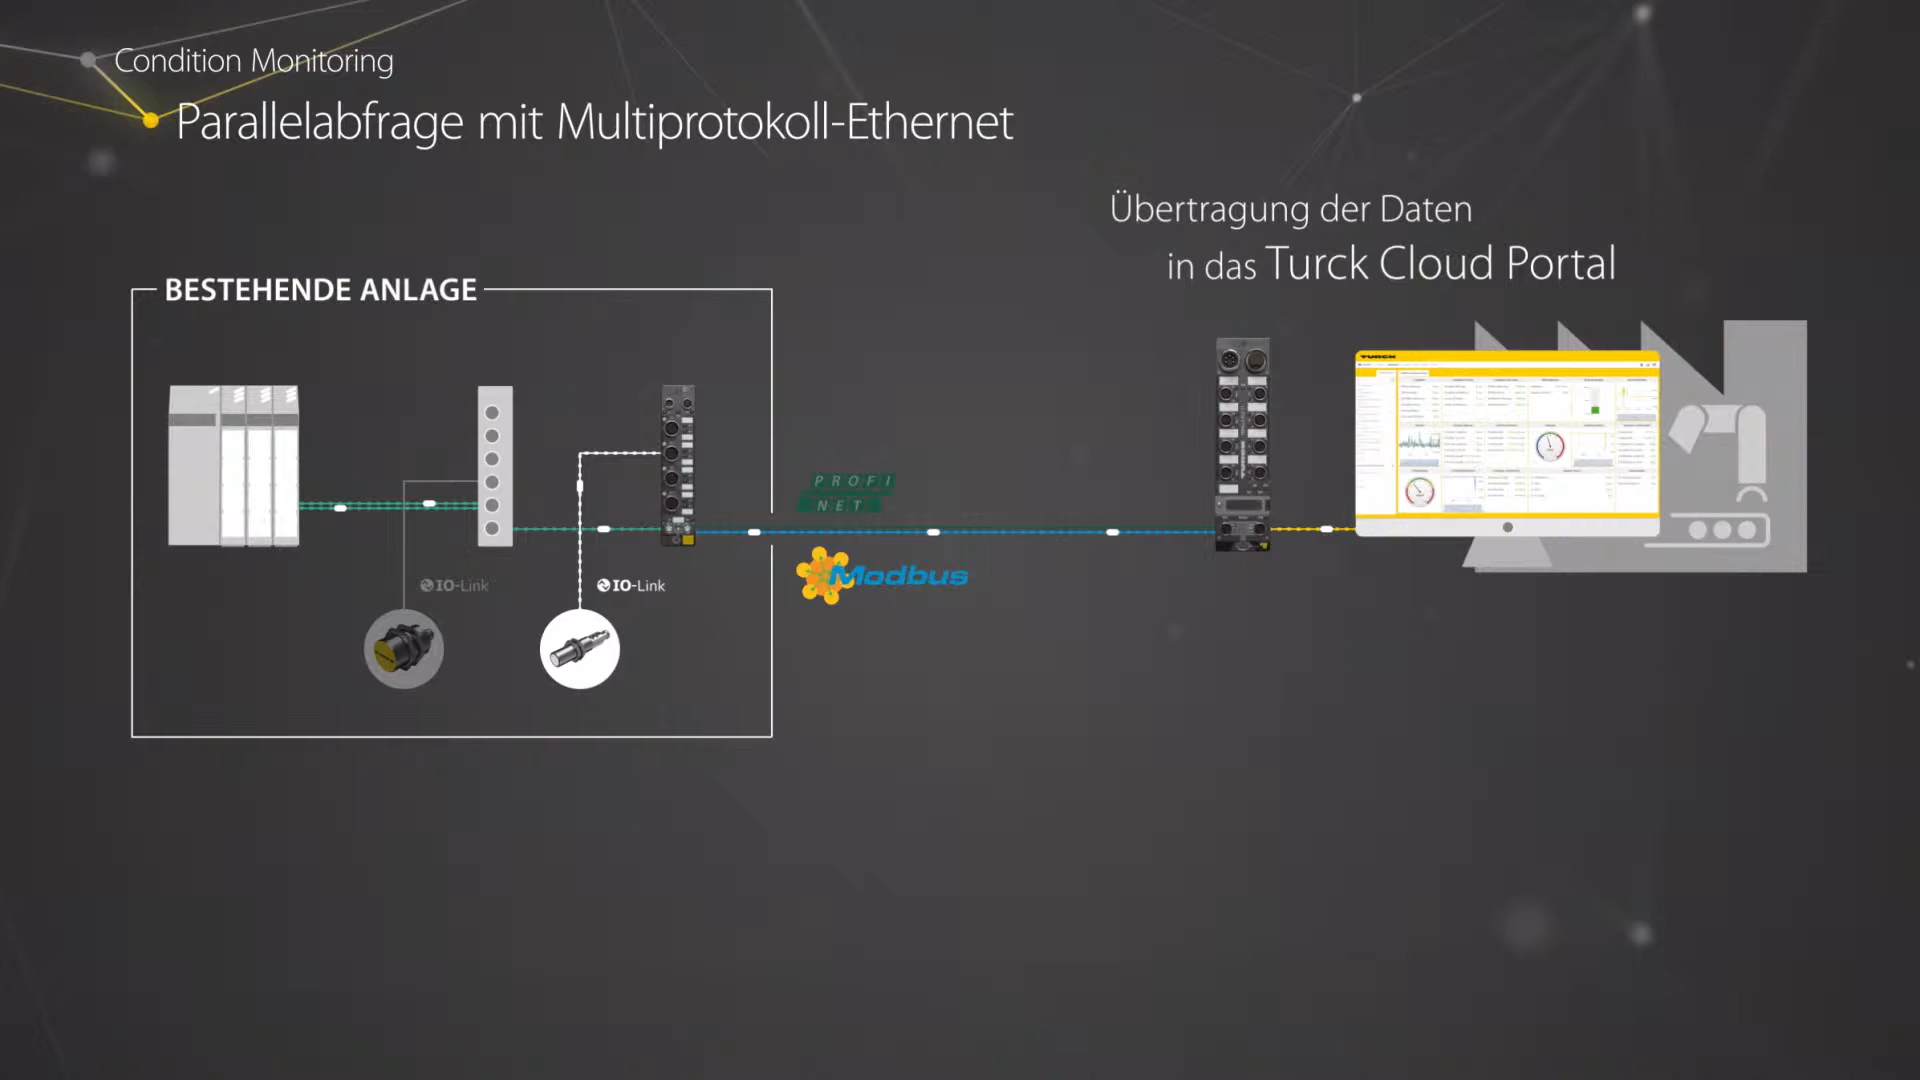 Condition Monitoring
Parallelabfrage mit Multiprotokoll-Ethernet
Übertragung der Daten
in das Turck Cloud Portal
BESTEHENDE ANLAGE
TURCK
PROFI
NET
Modbus
IO-Link
IO-Link